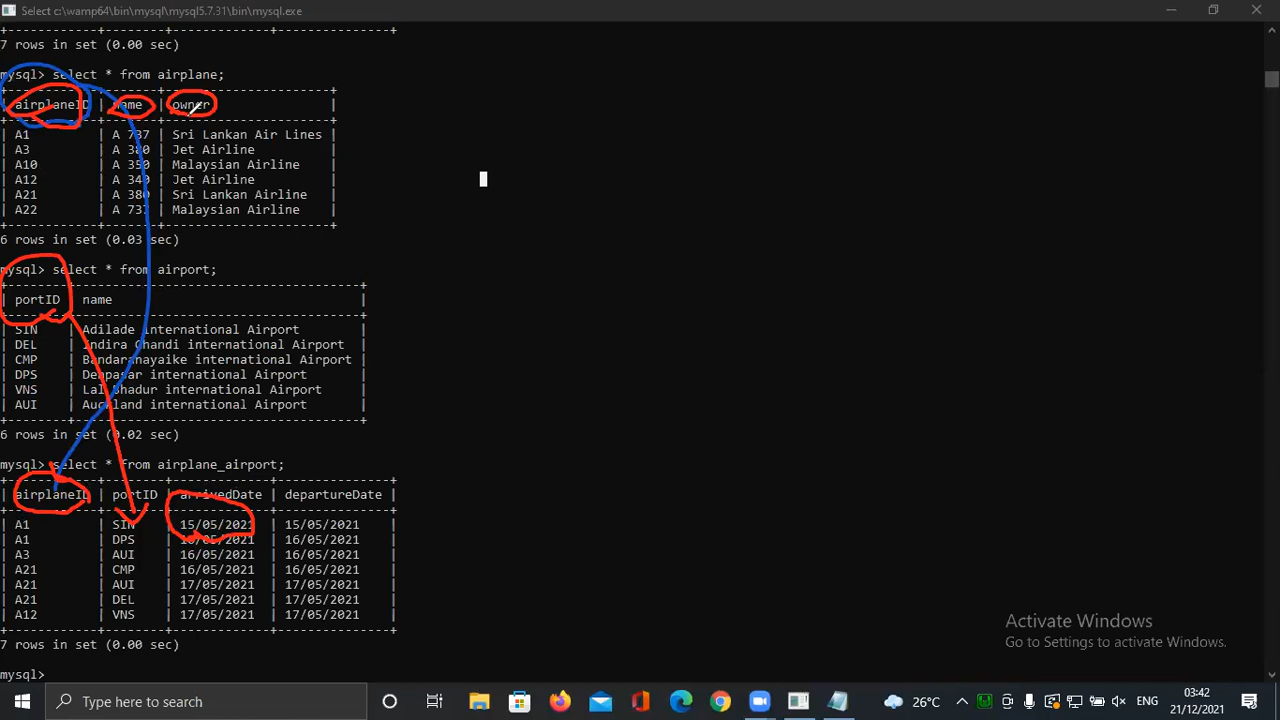 Select c:\wamp64\bin\mysql\mysql5.7.31\bin\mysql.exe
+------------+--------+-------------+---------------+
7 rows in set (0.00 sec)
mysql> select * from airplane;
+------------+-------+----------------------+
| airplaneID | name | owner |
+------------+-------+----------------------+
| A1 | A 737 | Sri Lankan Air Lines |
| A3 | A 380 | Jet Airline |
| A10 | A 350 | Malaysian Airline |
| A12 | A 340 | Jet Airline |
| A21 | A 380 | Sri Lankan Airline |
| A22 | A 737 | Malaysian Airline |
+------------+-------+----------------------+
6 rows in set (0.03 sec)
mysql> select * from airport;
+--------+--------------------------------------+
| portID | name |
+--------+--------------------------------------+
| SIN | Adilade international Airport |
| DEL | Indira Ghandi international Airport |
| CMP | Bandaranayaike international Airport |
| DPS | Denpasar international Airport |
| VNS | Lal Bhadur international Airport |
| AUI | Auckland international Airport |
+--------+--------------------------------------+
6 rows in set (0.02 sec)
mysql> select * from airplane_airport;
+------------+--------+-------------+---------------+
| airplaneID | portID | arrivedDate | departureDate |
+------------+--------+-------------+---------------+
| A1 | SIN | 15/05/2021 | 15/05/2021 |
| A1 | DPS | 16/05/2021 | 16/05/2021 |
| A3 | AUI | 16/05/2021 | 16/05/2021 |
| A21 | CMP | 16/05/2021 | 16/05/2021 |
| A21 | AUI | 17/05/2021 | 17/05/2021 |
| A21 | DEL | 17/05/2021 | 17/05/2021 |
| A12 | VNS | 17/05/2021 | 17/05/2021 |
+------------+--------+-------------+---------------+
7 rows in set (0.00 sec)
mysql>
Activate Windows
Go to Settings to activate Windows.
Type here to search
26°C
ENG
03:42
21/12/2021